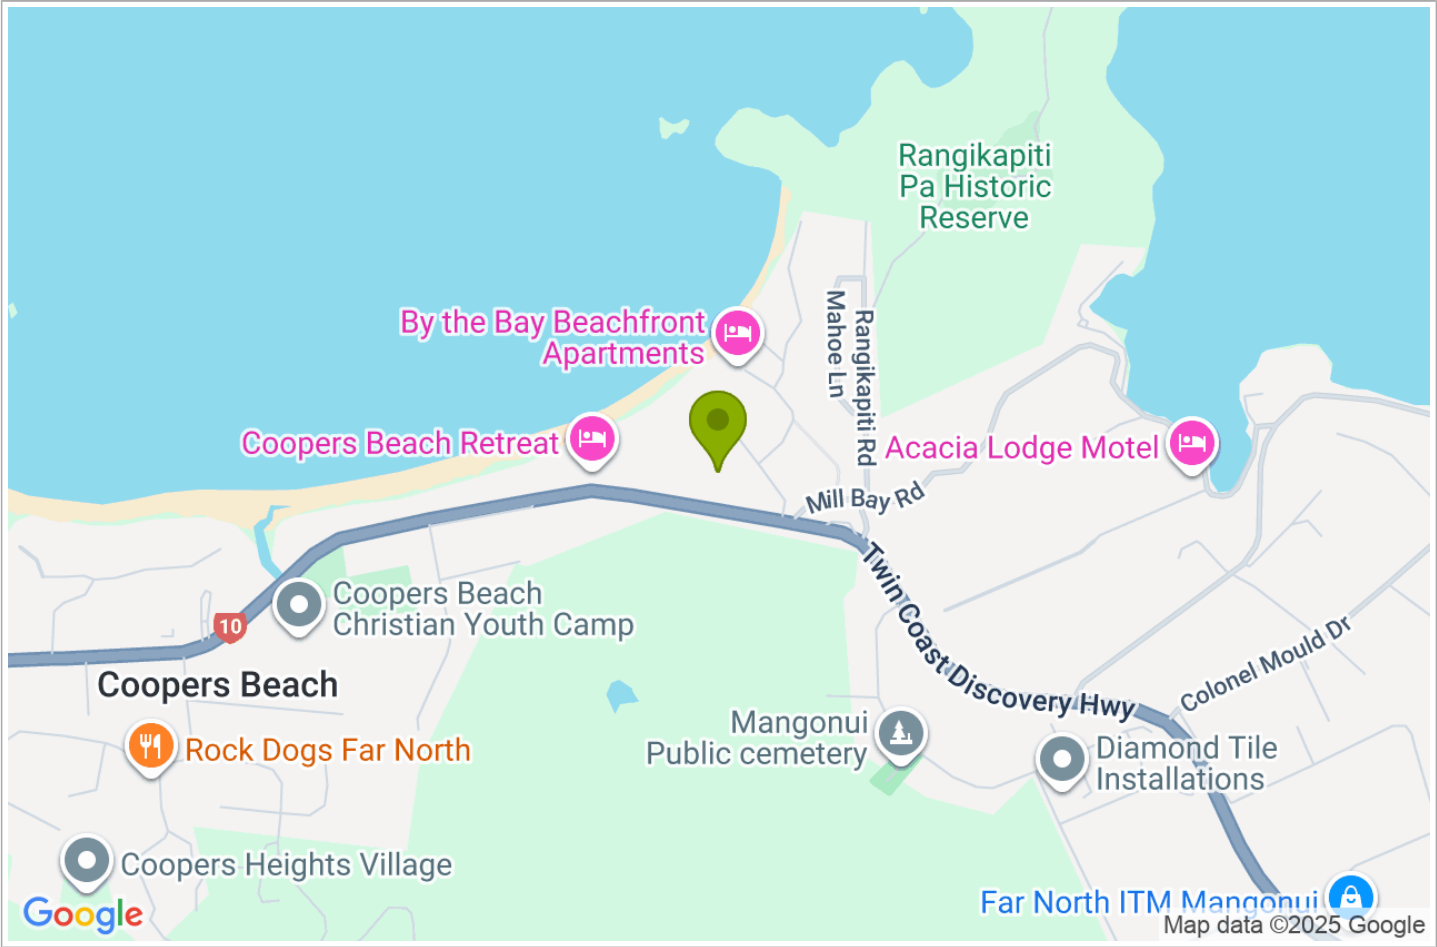 Rangikapiti
Pa Historic
Reserve
By the Bay Beachfront
Apartments
Mahoe Ln
Rangikapiti Rd
Coopers Beach Retreat
Acacia Lodge Motel
Mill Bay Rd
Twin Coast Discovery Hwy
Coopers Beach
Christian Youth Camp
10
Coopers Beach
Colonel Mould Dr
Rock Dogs Far North
Mangonui
Public cemetery
Diamond Tile
Installations
Coopers Heights Village
Far North ITM Mangonui
Google
Map data ©2025 Google